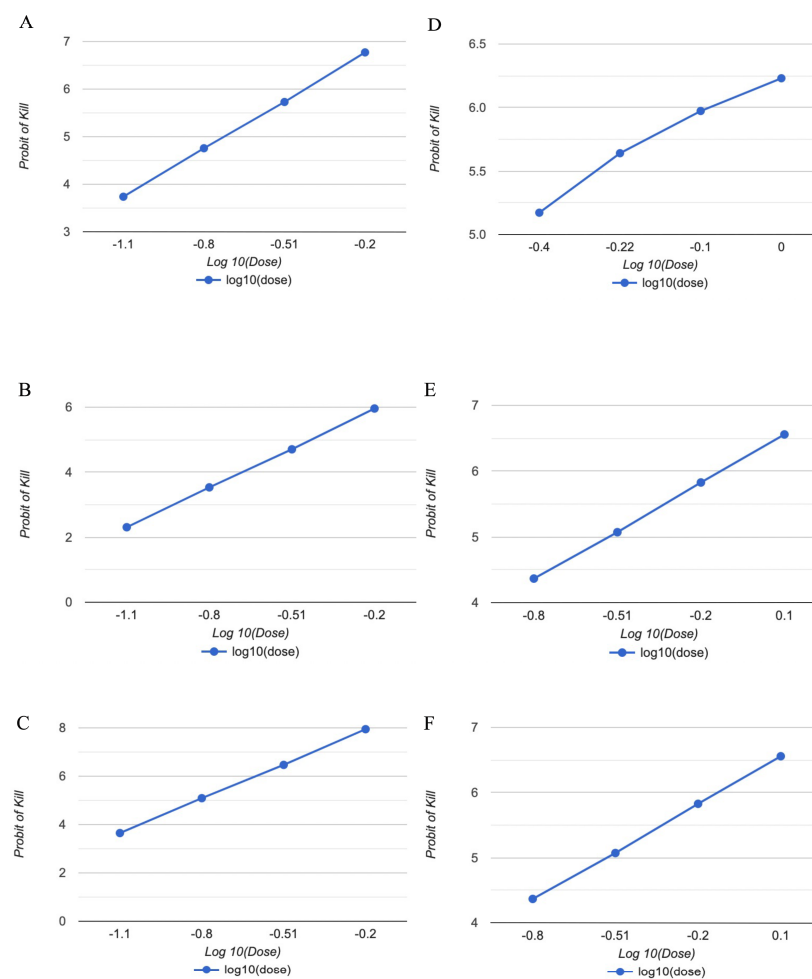 A
7
6
5
4
3
Probit of Kill
-1.1 -0.8 -0.51 -0.2
Log 10(Dose)
log10(dose)
D
6.5
6.0
5.5
5.0
Probit of Kill
-0.4 -0.22 -0.1 0
Log 10(Dose)
log10(dose)
B
6
4
2
0
Probit of Kill
-1.1 -0.8 -0.51 -0.2
Log 10(Dose)
log10(dose)
E
7
6
5
4
Probit of Kill
-0.8 -0.51 -0.2 0.1
Log 10(Dose)
log10(dose)
C
8
6
4
2
0
Probit of Kill
-1.1 -0.8 -0.51 -0.2
Log 10(Dose)
log10(dose)
F
7
6
5
4
Probit of Kill
-0.8 -0.51 -0.2 0.1
Log 10(Dose)
log10(dose)